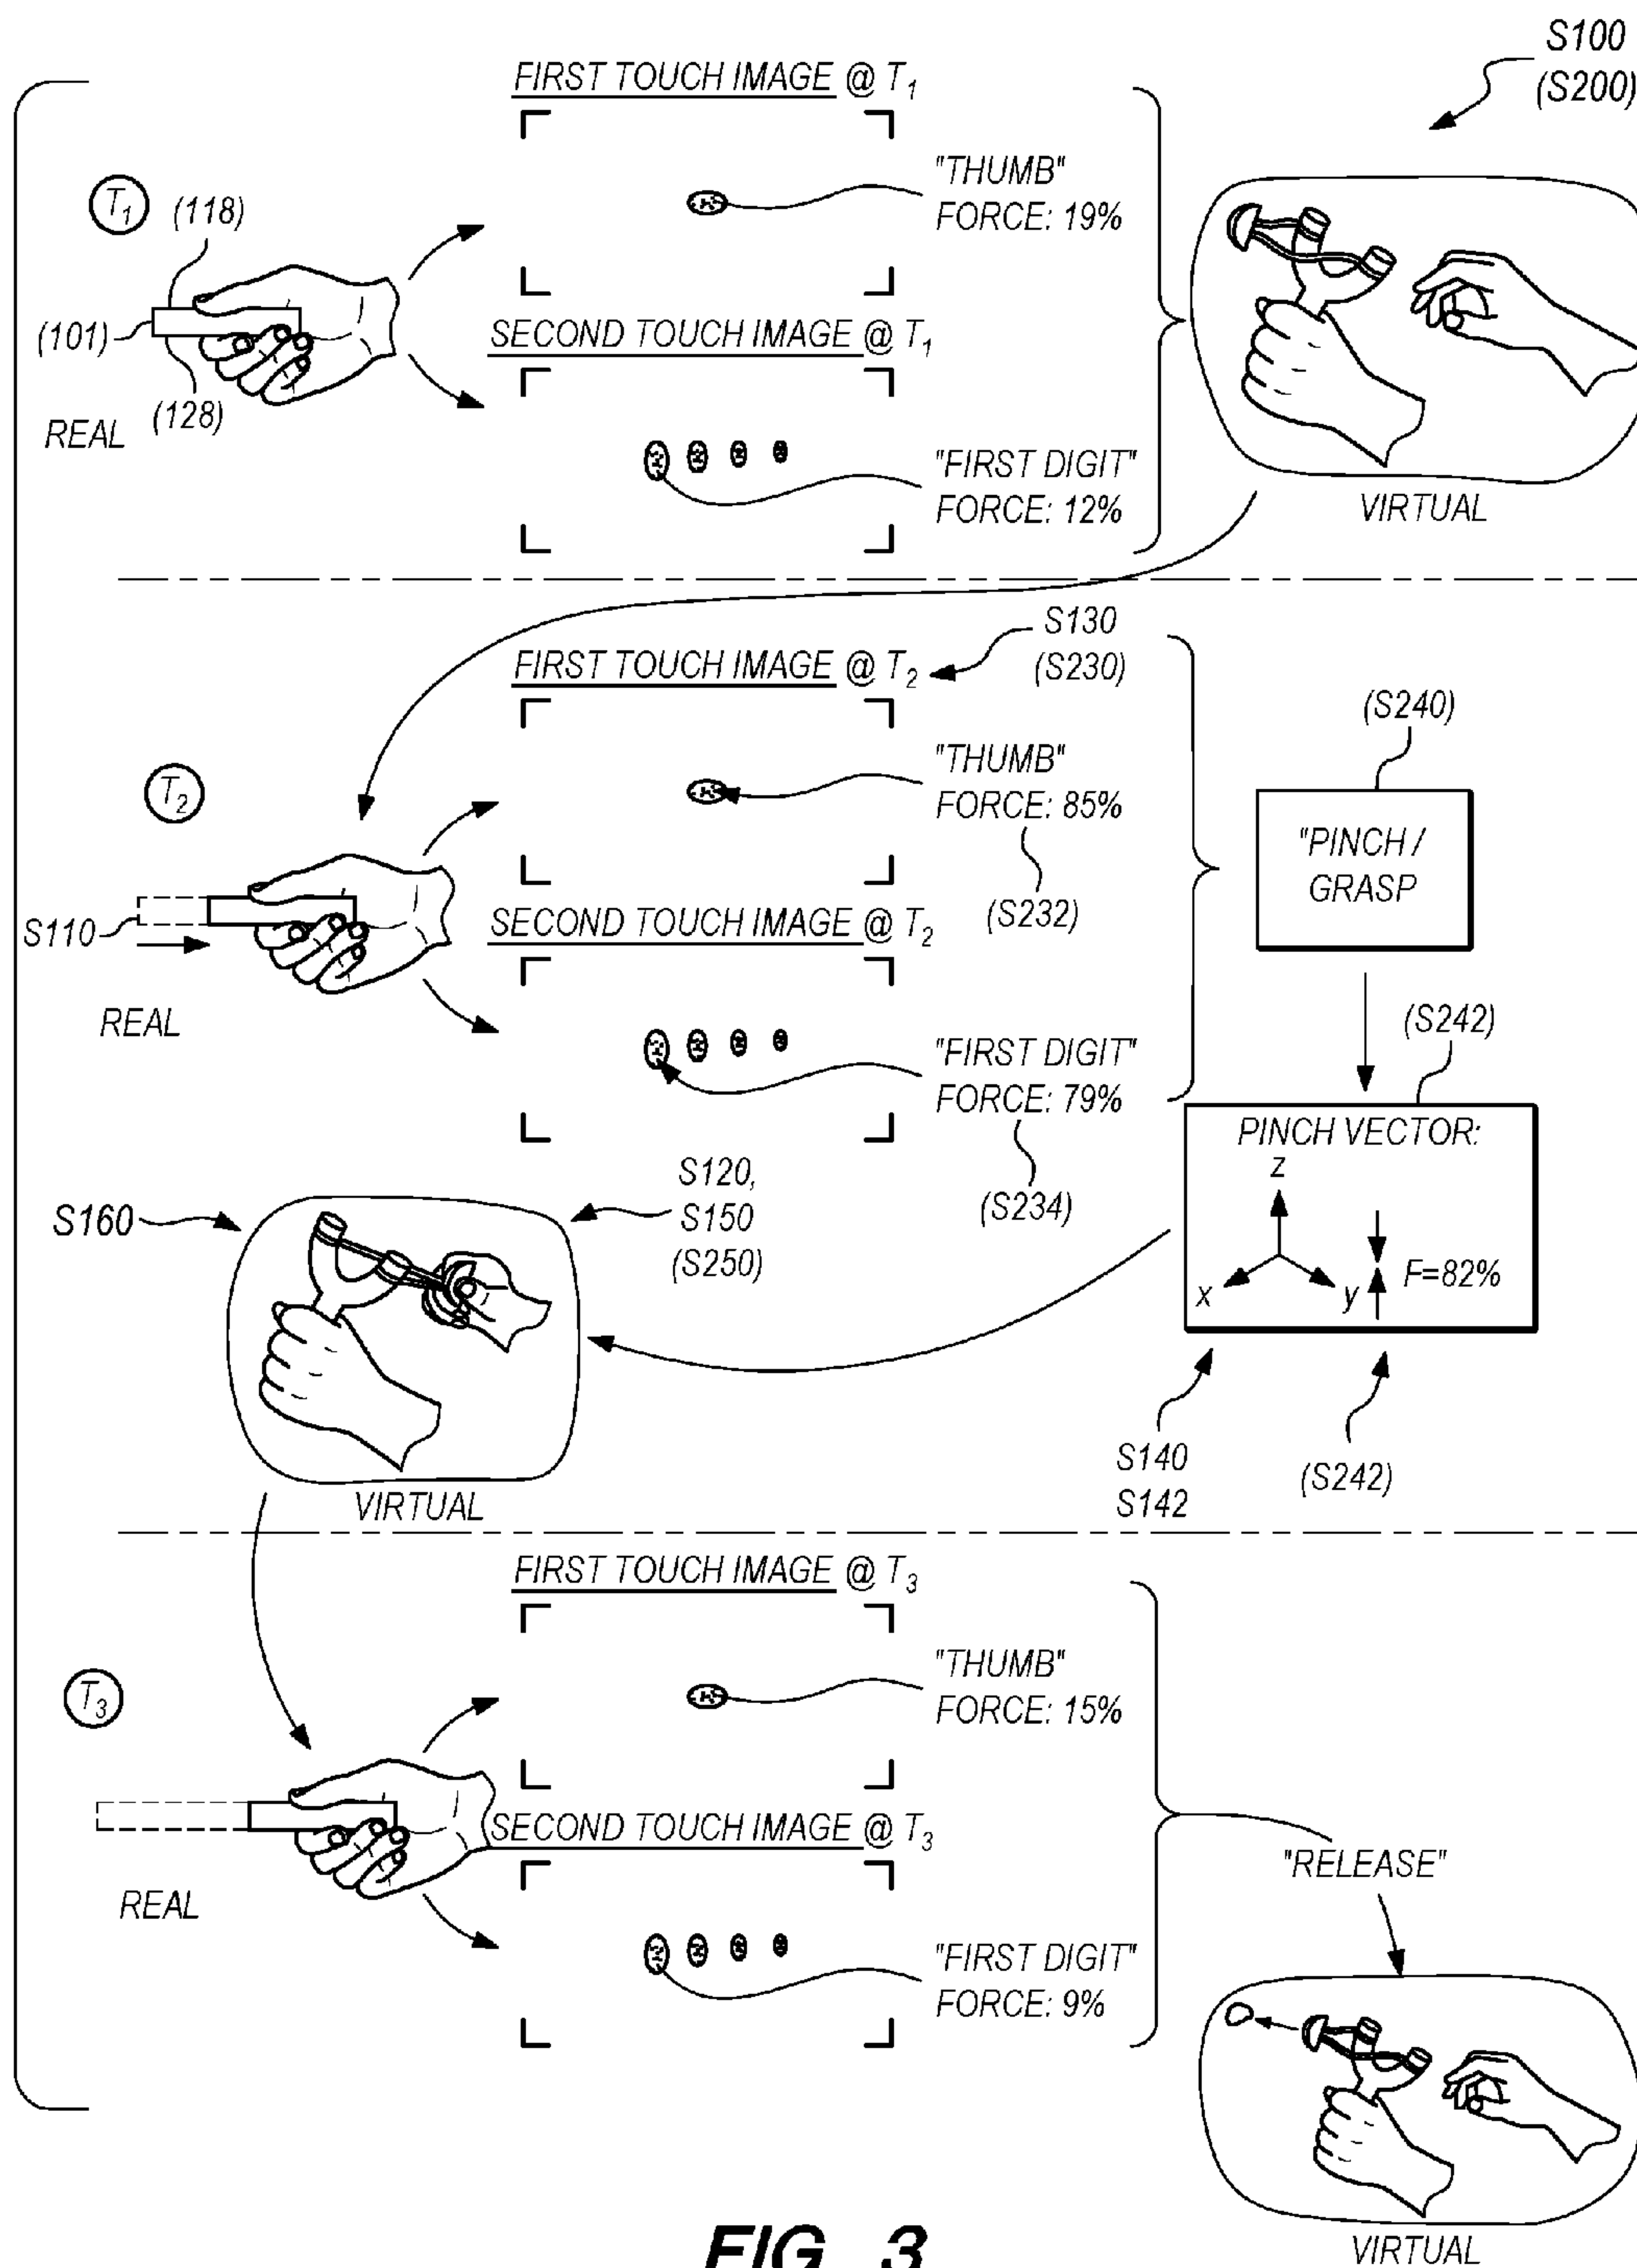 S100
(S200)
FIRST TOUCH IMAGE @ T1
T1
(118)
(101)
(128)
REAL
"THUMB"
FORCE: 19%
SECOND TOUCH IMAGE @ T1
"FIRST DIGIT"
FORCE: 12%
VIRTUAL
S130
(S230)
FIRST TOUCH IMAGE @ T2
T2
S110
REAL
"THUMB"
FORCE: 85%
(S232)
SECOND TOUCH IMAGE @ T2
"FIRST DIGIT"
FORCE: 79%
(S234)
(S240)
"PINCH /
GRASP
(S242)
PINCH VECTOR:
z
x
y
F=82%
S140
S142
(S242)
S160
S120,
S150
(S250)
VIRTUAL
FIRST TOUCH IMAGE @ T3
T3
REAL
"THUMB"
FORCE: 15%
SECOND TOUCH IMAGE @ T3
"FIRST DIGIT"
FORCE: 9%
"RELEASE"
VIRTUAL
FIG. 3